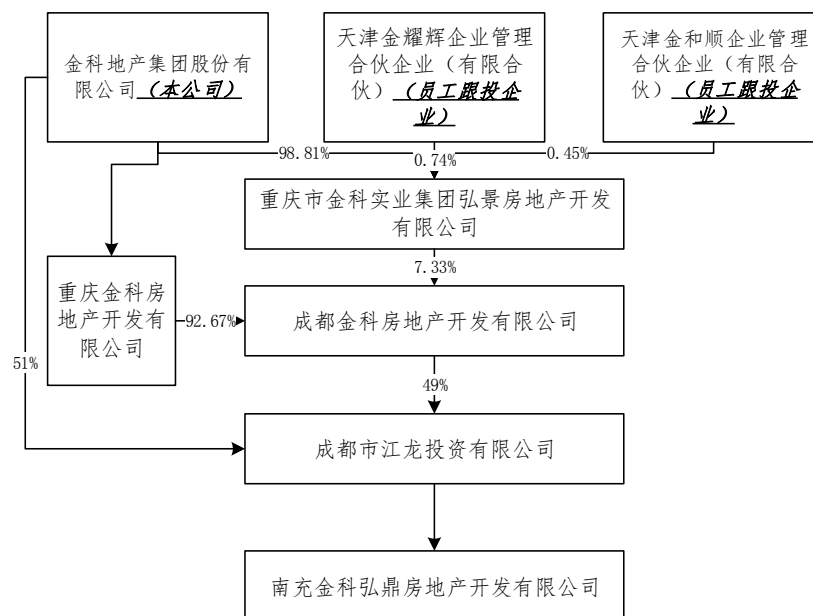 金科地产集团股份有
限公司（本公司）
天津金耀辉企业管理
合伙企业（有限合
伙）（员工跟投企
业）
天津金和顺企业管理
合伙企业（有限合
伙）（员工跟投企
业）
98.81%
0.74%
0.45%
重庆市金科实业集团弘景房地产开发
有限公司
7.33%
重庆金科房
地产开发有
限公司
92.67%
成都金科房地产开发有限公司
51%
49%
成都市江龙投资有限公司
南充金科弘鼎房地产开发有限公司